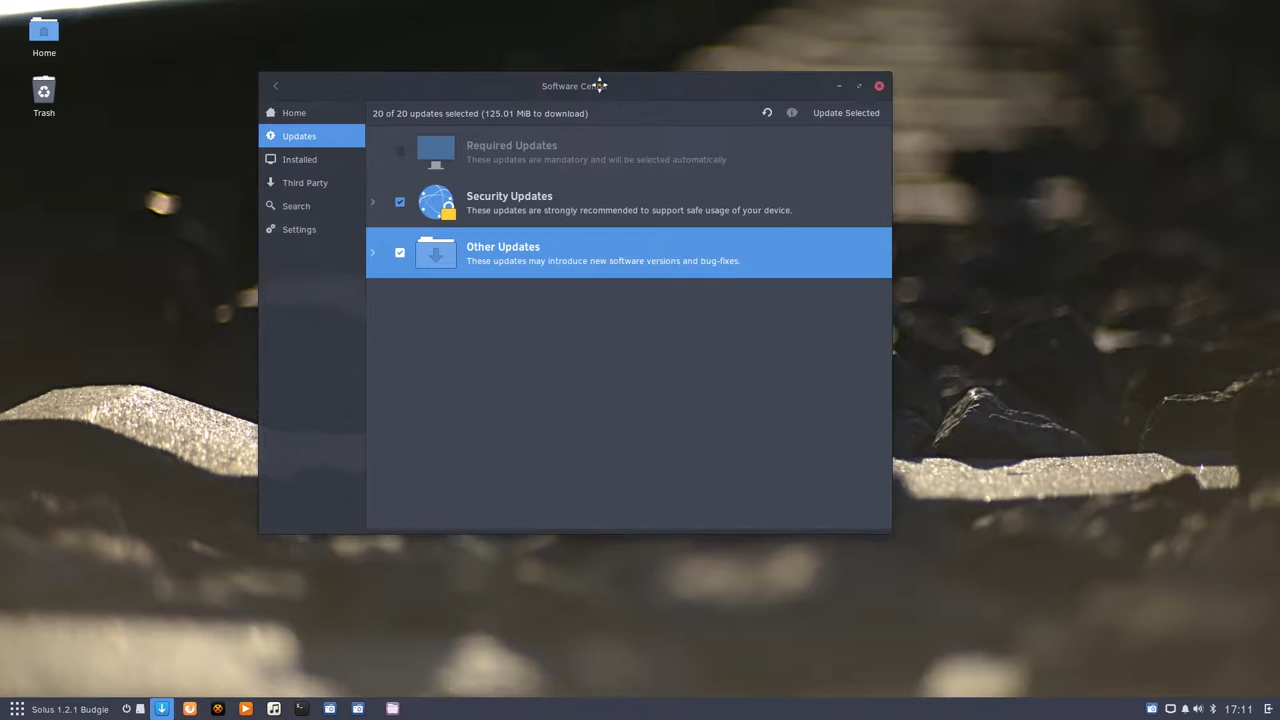 Home
Trash
Software Ce
Home
20 of 20 updates selected (125.01 MiB to download)
Update Selected
Updates
Installed
Third Party
Search
Settings
Required Updates
These updates are mandatory and will be selected automatically
Security Updates
These updates are strongly recommended to support safe usage of your device.
Other Updates
These updates may introduce new software versions and bug-fixes.
Solus 1.2.1 Budgie
17:11